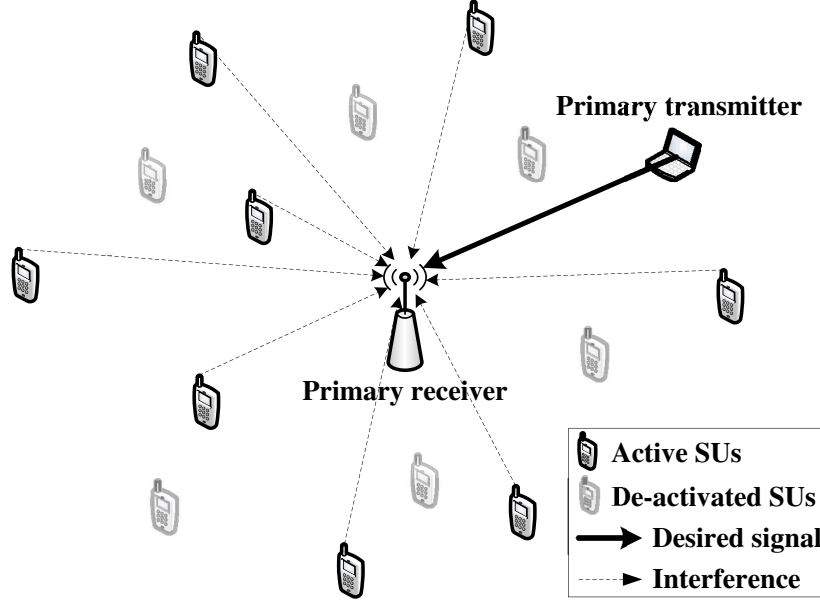 Primary transmitter
Primary receiver
Active SUs
De-activated SUs
Desired signal
Interference